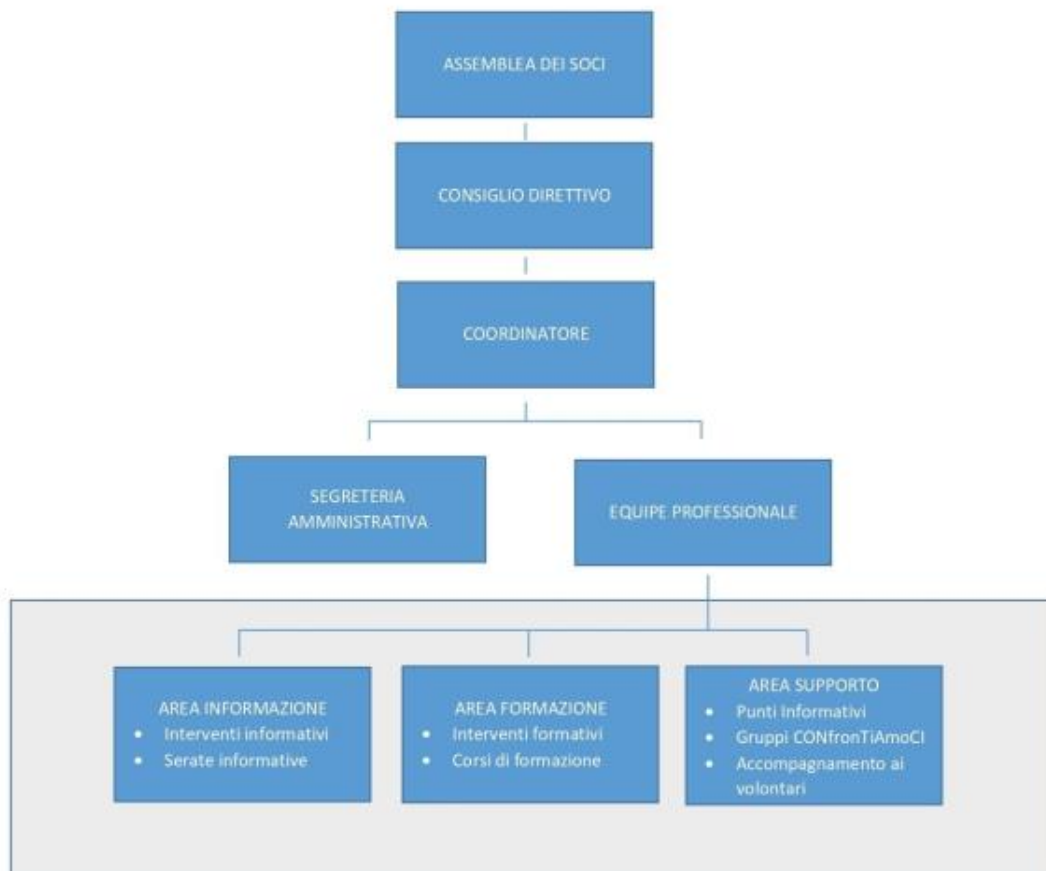 ASSEMBLEA DEI SOCI
CONSIGLIO DIRETTIVO
COORDINATORE
SEGRETERIA
AMMINISTRATIVA
EQUIPE PROFESSIONALE
AREA INFORMAZIONE
• Interventi informativi
• Serate informative
AREA FORMAZIONE
• Interventi formativi
• Corsi di formazione
AREA SUPPORTO
• Punti Informativi
• Gruppi CONfronTiAmoCI
• Accompagnamento ai
volontari